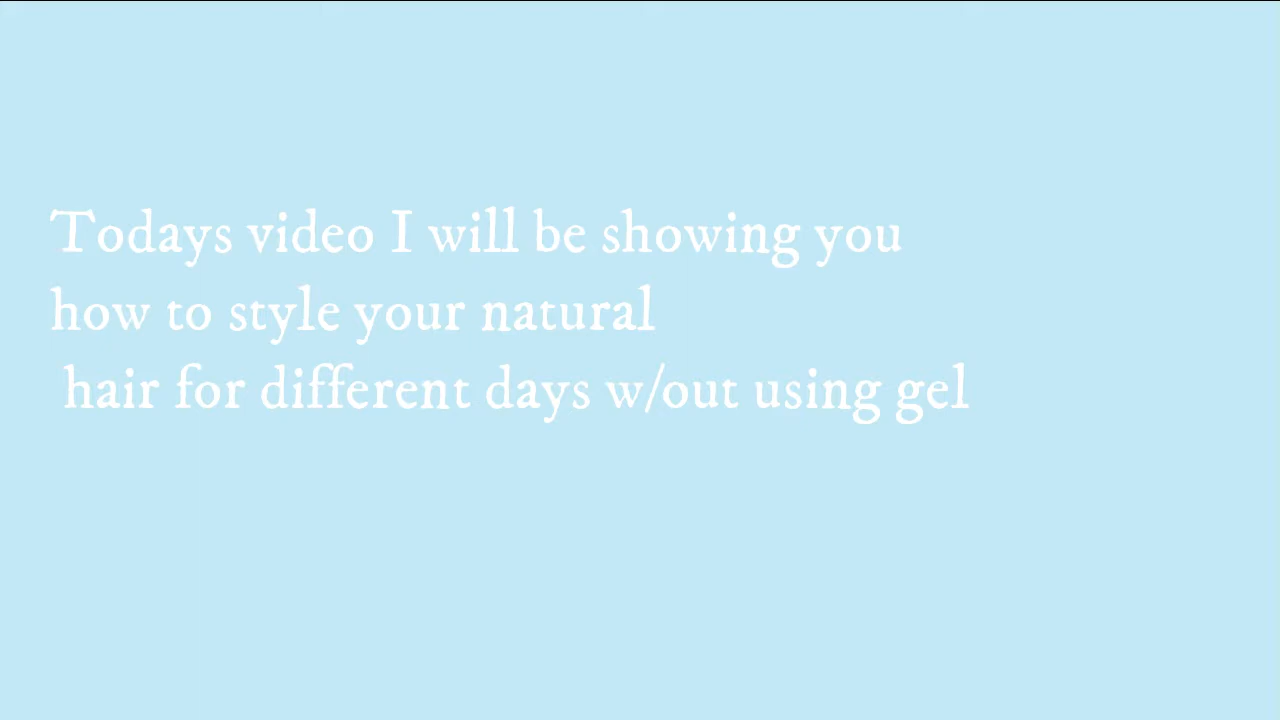 Todays video I will be showing you
how to style your natural
hair for different days w/out using gel